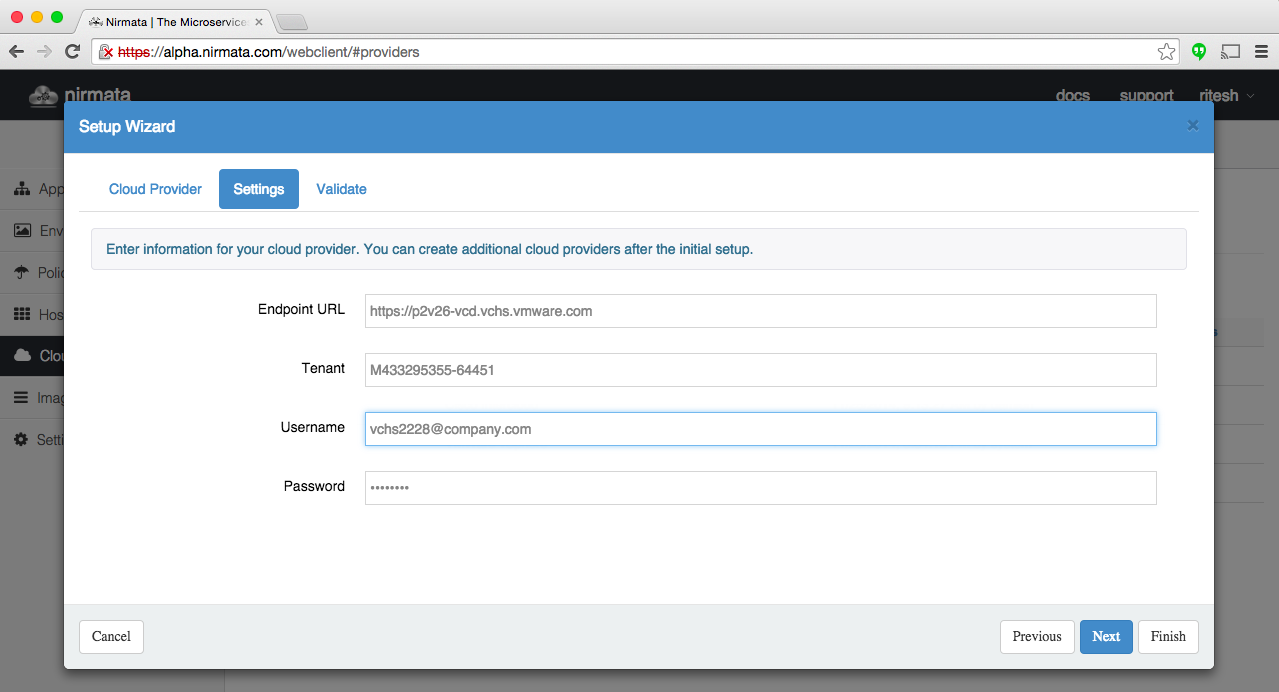 Nirmata | The Microservice
https://alpha.nirmata.com/webclient/#providers
nirmata
docs support ritesh
Setup Wizard
Cloud Provider Settings Validate
Enter information for your cloud provider. You can create additional cloud providers after the initial setup.
App
Env
Polic
Hos
Clou
Imag
Setti
Endpoint URL https://p2v26-vcd.vchs.vmware.com
Tenant M433295355-64451
Username vchs2228@company.com
Password ••••••••
Cancel Previous Next Finish